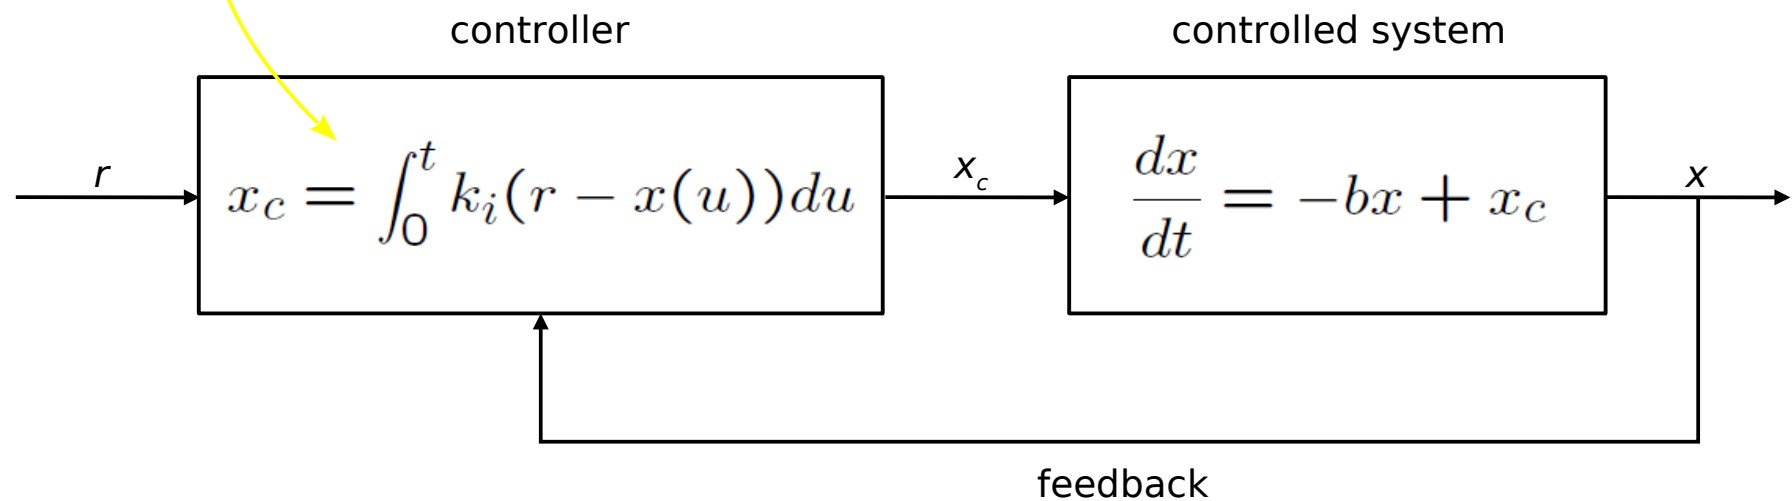 controller
controlled system
r
x_c = ∫_0^t k_i(r − x(u))du
x_c
dx/dt = −bx + x_c
x
feedback